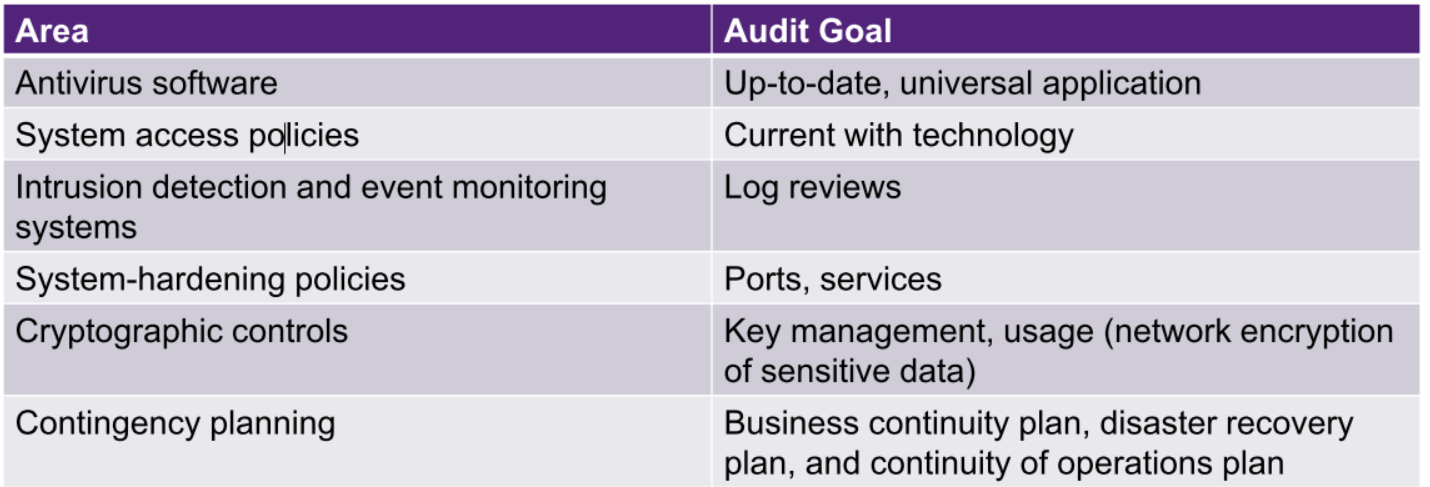 Area
Audit Goal
Antivirus software
Up-to-date, universal application
System access policies
Current with technology
Intrusion detection and event monitoring
systems
Log reviews
System-hardening policies
Ports, services
Cryptographic controls
Key management, usage (network encryption
of sensitive data)
Contingency planning
Business continuity plan, disaster recovery
plan, and continuity of operations plan